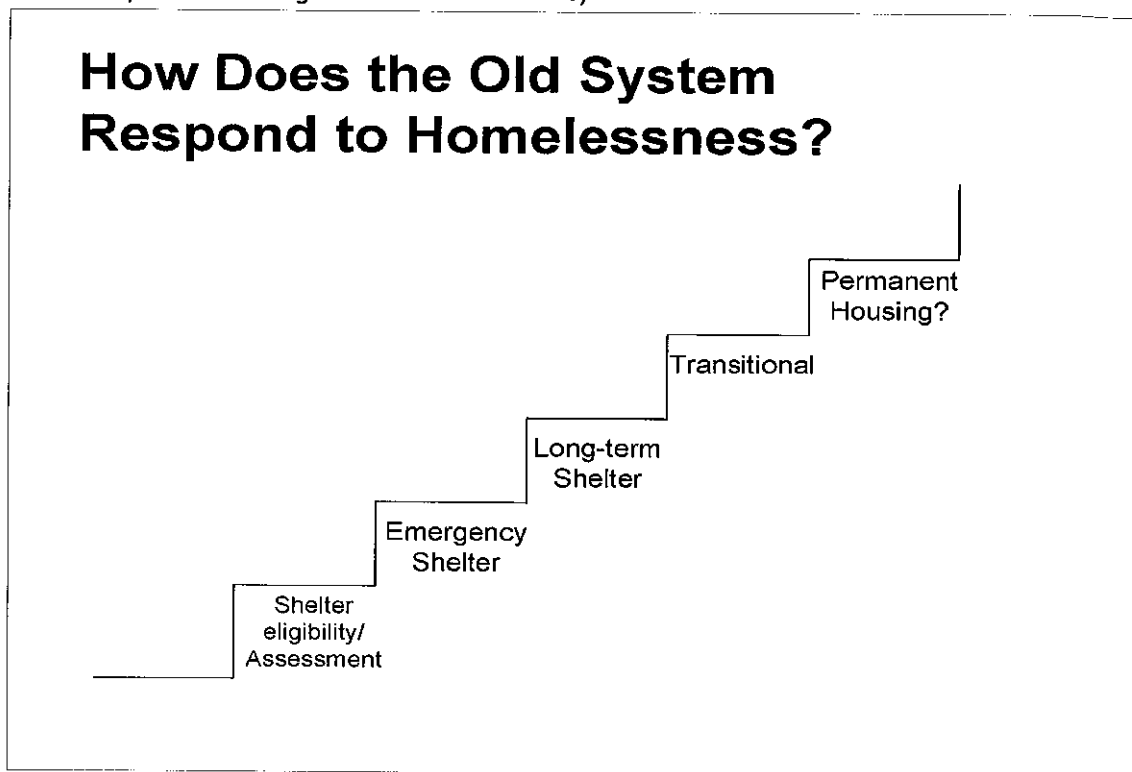 How Does the Old System
Respond to Homelessness?
Permanent
Housing?
Transitional
Long-term
Shelter
Emergency
Shelter
Shelter
eligibility/
Assessment